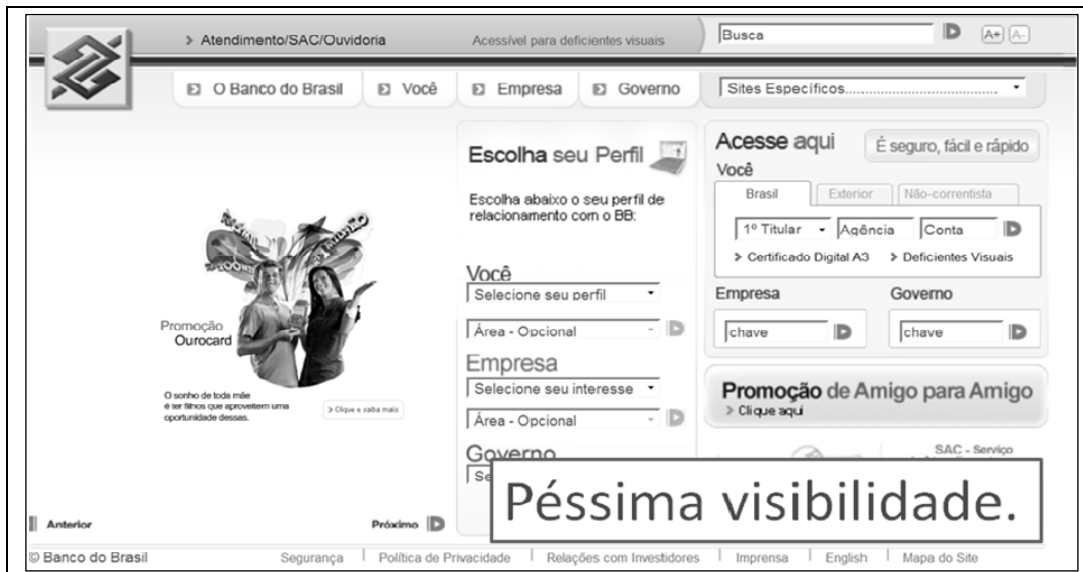 Atendimento/SAC/Ouvidoria
Acessível para deficientes visuais
Busca
A+ A-
O Banco do Brasil
Você
Empresa
Governo
Sites Específicos
Promoção
Ourocard
O sonho de toda mãe
é ter filhos que aproveitem uma
oportunidade dessas.
Clique e saiba mais
Anterior
Próximo
Escolha seu Perfil
Escolha abaixo o seu perfil de
relacionamento com o BB:
Você
Selecione seu perfil
Área - Opcional
Empresa
Selecione seu interesse
Área - Opcional
Governo
Acesse aqui
É seguro, fácil e rápido
Você
Brasil
Exterior
Não-correntista
1º Titular
Agência
Conta
Certificado Digital A3
Deficientes Visuais
Empresa
Governo
chave
chave
Promoção de Amigo para Amigo
Clique aqui
SAC - Serviço
Péssima visibilidade.
© Banco do Brasil
Segurança
Política de Privacidade
Relações com Investidores
Imprensa
English
Mapa do Site